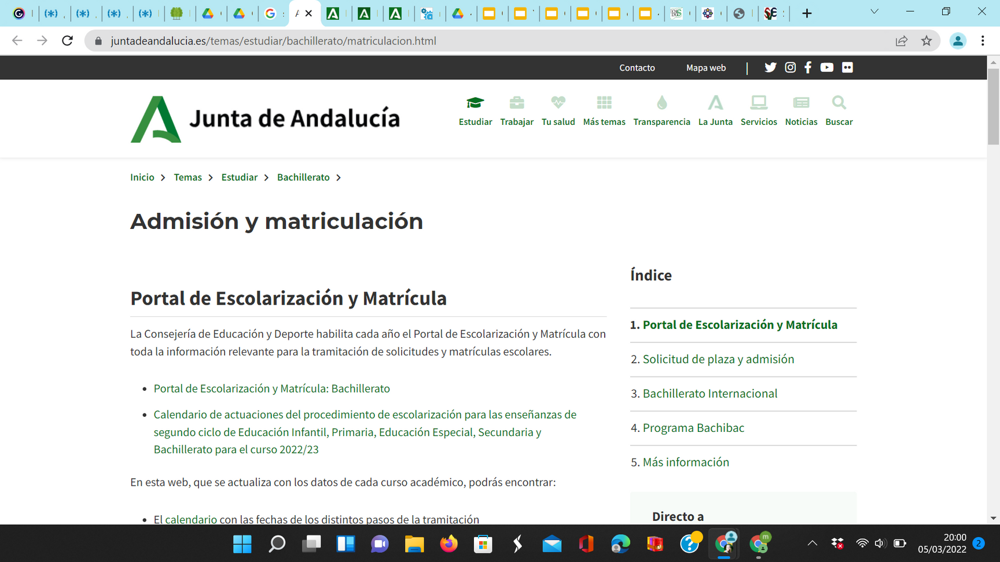 juntadeandalucia.es/temas/estudiar/bachillerato/matriculacion.html
Contacto
Mapa web
Junta de Andalucía
Estudiar
Trabajar
Tu salud
Más temas
Transparencia
La Junta
Servicios
Noticias
Buscar
Inicio
Temas
Estudiar
Bachillerato
Admisión y matriculación
Portal de Escolarización y Matrícula
La Consejería de Educación y Deporte habilita cada año el Portal de Escolarización y Matrícula con
toda la información relevante para la tramitación de solicitudes y matrículas escolares.
Portal de Escolarización y Matrícula: Bachillerato
Calendario de actuaciones del procedimiento de escolarización para las enseñanzas de
segundo ciclo de Educación Infantil, Primaria, Educación Especial, Secundaria y
Bachillerato para el curso 2022/23
En esta web, que se actualiza con los datos de cada curso académico, podrás encontrar:
El calendario con las fechas de los distintos pasos de la tramitación
Índice
1. Portal de Escolarización y Matrícula
2. Solicitud de plaza y admisión
3. Bachillerato Internacional
4. Programa Bachibac
5. Más información
Directo a
20:00
05/03/2022
2